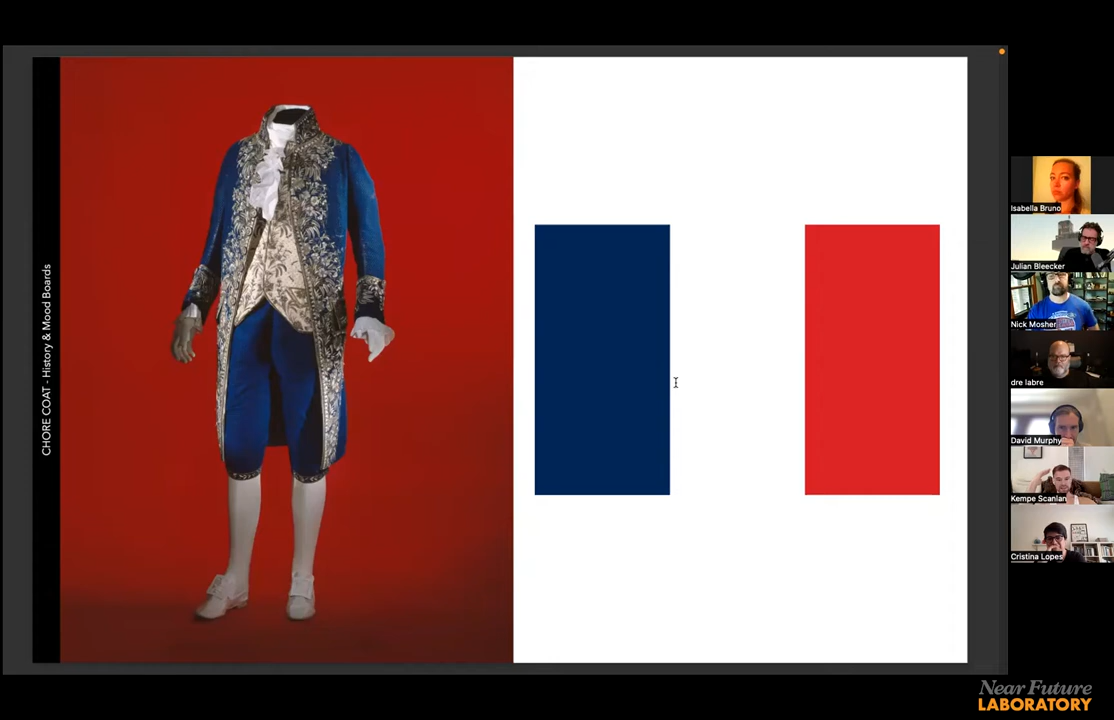 CHORE COAT - History & Mood Boards
Isabella Bruno
Julian Bleecker
Nick Mosher
dre labre
David Murphy
Kempe Scanlan
Cristina Lopes
Near Future
LABORATORY